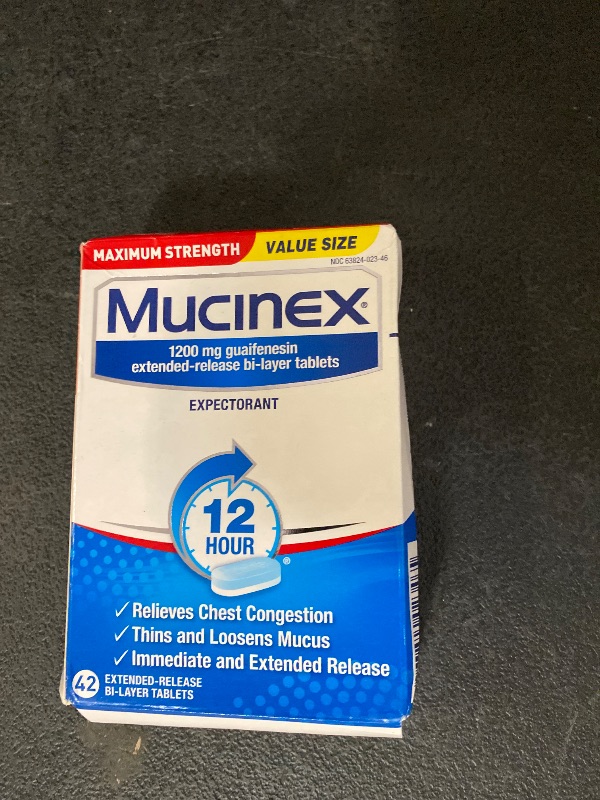 MAXIMUM STRENGTH VALUE SIZE
NDC 63824-023-46
Mucinex®
1200 mg guaifenesin
extended-release bi-layer tablets
EXPECTORANT
12
HOUR
®
✓ Relieves Chest Congestion
✓ Thins and Loosens Mucus
✓ Immediate and Extended Release
42 EXTENDED-RELEASE
BI-LAYER TABLETS